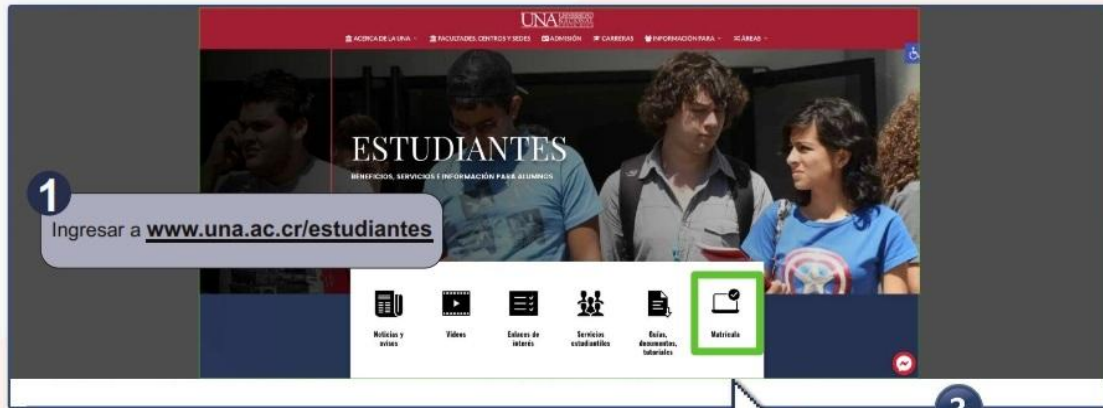 UNA UNIVERSIDAD NACIONAL
ACERCA DE LA UNA FACULTADES, CENTROS Y SEDES ADMISIÓN CARRERAS INFORMACIÓN PARA ÁREAS
ESTUDIANTES
BENEFICIOS, SERVICIOS E INFORMACIÓN PARA ALUMNOS
1
Ingresar a www.una.ac.cr/estudiantes
Noticias y
avisos
Videos
Enlaces de
interés
Servicios
estudiantiles
Guías,
documentos,
tutoriales
Matrícula